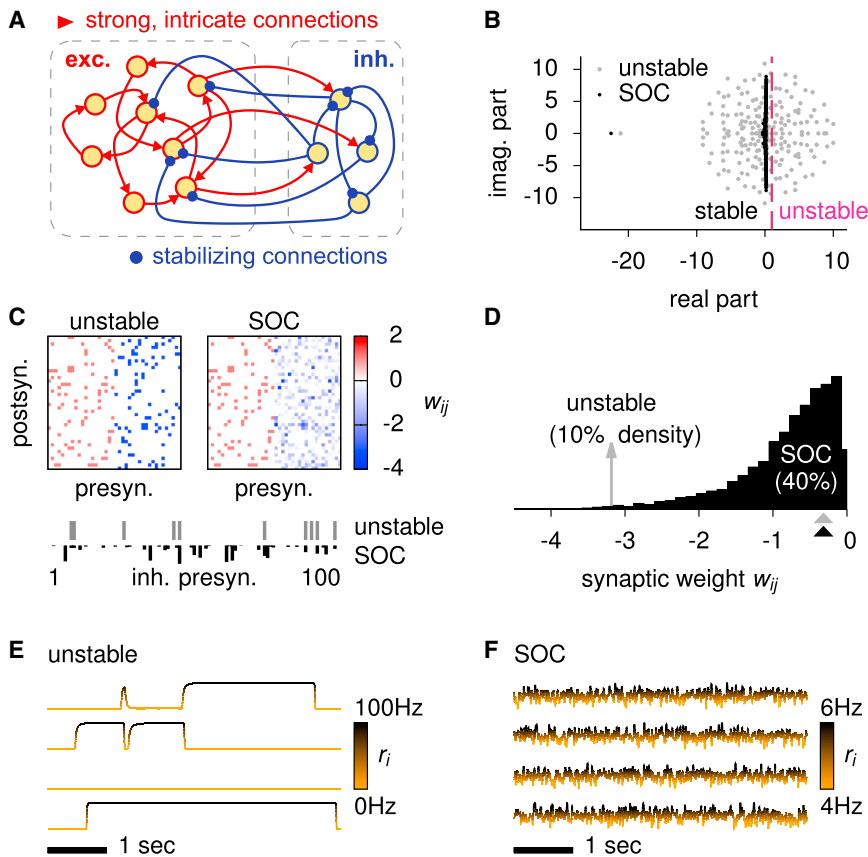 A
strong, intricate connections
exc.
inh.
stabilizing connections
B
unstable
SOC
imag. part
10
5
0
-5
-10
stable
unstable
-20
-10
0
10
real part
C
unstable
SOC
postsyn.
presyn.
presyn.
2
0
-2
-4
wij
unstable
SOC
1
inh. presyn.
100
D
unstable
(10% density)
SOC
(40%)
-4
-3
-2
-1
0
synaptic weight wij
E
unstable
100Hz
ri
0Hz
1 sec
F
SOC
6Hz
ri
4Hz
1 sec